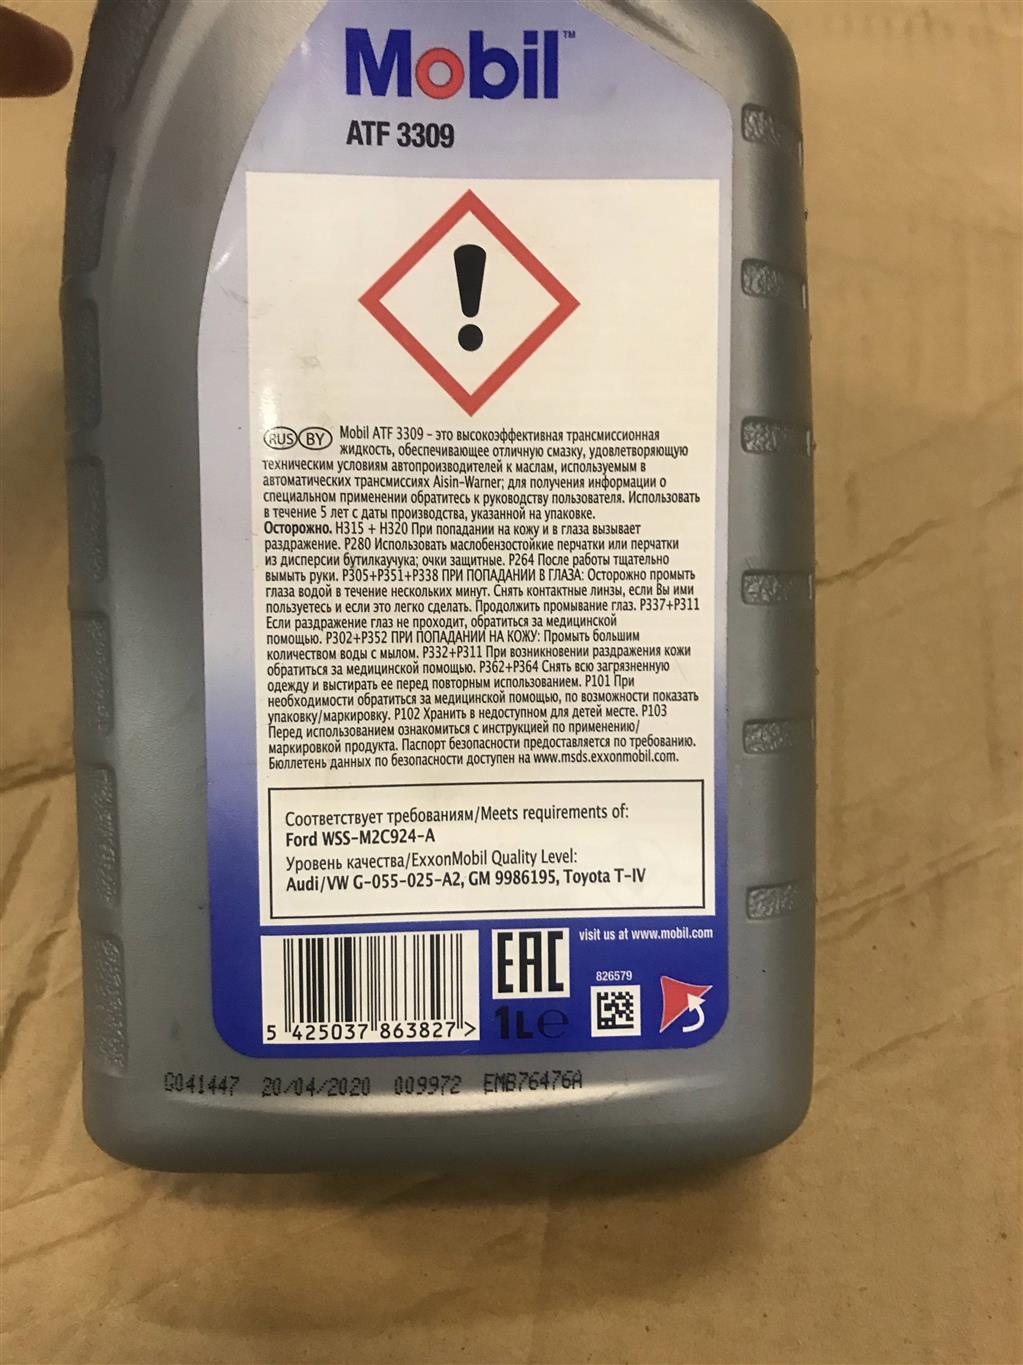 Mobil™
ATF 3309
RUS BY Mobil ATF 3309 – это высокоэффективная трансмиссионная
жидкость, обеспечивающее отличную смазку, удовлетворяющую
техническим условиям автопроизводителей к маслам, используемым в
автоматических трансмиссиях Aisin-Warner; для получения информации о
специальном применении обратитесь к руководству пользователя. Использовать
в течение 5 лет с даты производства, указанной на упаковке.
Осторожно. H315 + H320 При попадании на кожу и в глаза вызывает
раздражение. P280 Использовать маслобензостойкие перчатки или перчатки
из дисперсии бутилкаучука; очки защитные. P264 После работы тщательно
вымыть руки. P305+P351+P338 ПРИ ПОПАДАНИИ В ГЛАЗА: Осторожно промыть
глаза водой в течение нескольких минут. Снять контактные линзы, если Вы ими
пользуетесь и если это легко сделать. Продолжить промывание глаз. P337+P311
Если раздражение глаз не проходит, обратиться за медицинской
помощью. P302+P352 ПРИ ПОПАДАНИИ НА КОЖУ: Промыть большим
количеством воды с мылом. P332+P311 При возникновении раздражения кожи
обратиться за медицинской помощью. P362+P364 Снять всю загрязненную
одежду и выстирать ее перед повторным использованием. P101 При
необходимости обратиться за медицинской помощью, по возможности показать
упаковку/маркировку. P102 Хранить в недоступном для детей месте. P103
Перед использованием ознакомиться с инструкцией по применению/
маркировкой продукта. Паспорт безопасности предоставляется по требованию.
Бюллетень данных по безопасности доступен на www.msds.exxonmobil.com.
Соответствует требованиям/Meets requirements of:
Ford WSS-M2C924-A
Уровень качества/ExxonMobil Quality Level:
Audi/VW G-055-025-A2, GM 9986195, Toyota T-IV
visit us at www.mobil.com
EAC
826579
1L e
5 425037 863827 >
G041447 20/04/2020 009972 EMB76476A